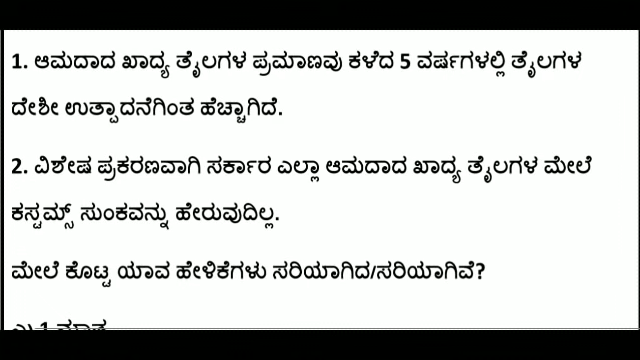 1. ಆಮದಾದ ಖಾದ್ಯ ತೈಲಗಳ ಪ್ರಮಾಣವು ಕಳೆದ 5 ವರ್ಷಗಳಲ್ಲಿ ತೈಲಗಳ
ದೇಶೀ ಉತ್ಪಾದನೆಗಿಂತ ಹೆಚ್ಚಾಗಿದೆ.
2. ವಿಶೇಷ ಪ್ರಕರಣವಾಗಿ ಸರ್ಕಾರ ಎಲ್ಲಾ ಆಮದಾದ ಖಾದ್ಯ ತೈಲಗಳ ಮೇಲೆ
ಕಸ್ಟಮ್ಸ್ ಸುಂಕವನ್ನು ಹೇರುವುದಿಲ್ಲ.
ಮೇಲೆ ಕೊಟ್ಟ ಯಾವ ಹೇಳಿಕೆಗಳು ಸರಿಯಾಗಿದೆ/ಸರಿಯಾಗಿವೆ?